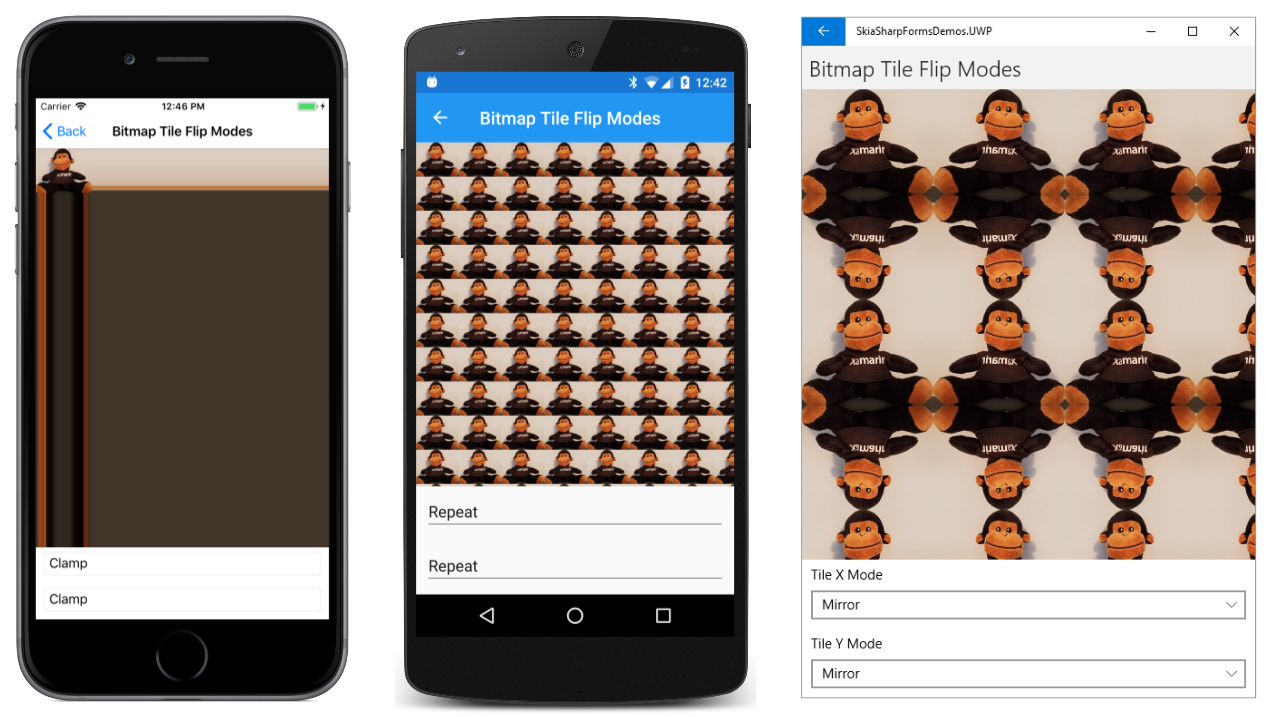 Carrier
12:46 PM
Back
Bitmap Tile Flip Modes
Clamp
Clamp
12:42
Bitmap Tile Flip Modes
Repeat
Repeat
SkiaSharpFormsDemos.UWP
Bitmap Tile Flip Modes
Xamarin
Tile X Mode
Mirror
Tile Y Mode
Mirror